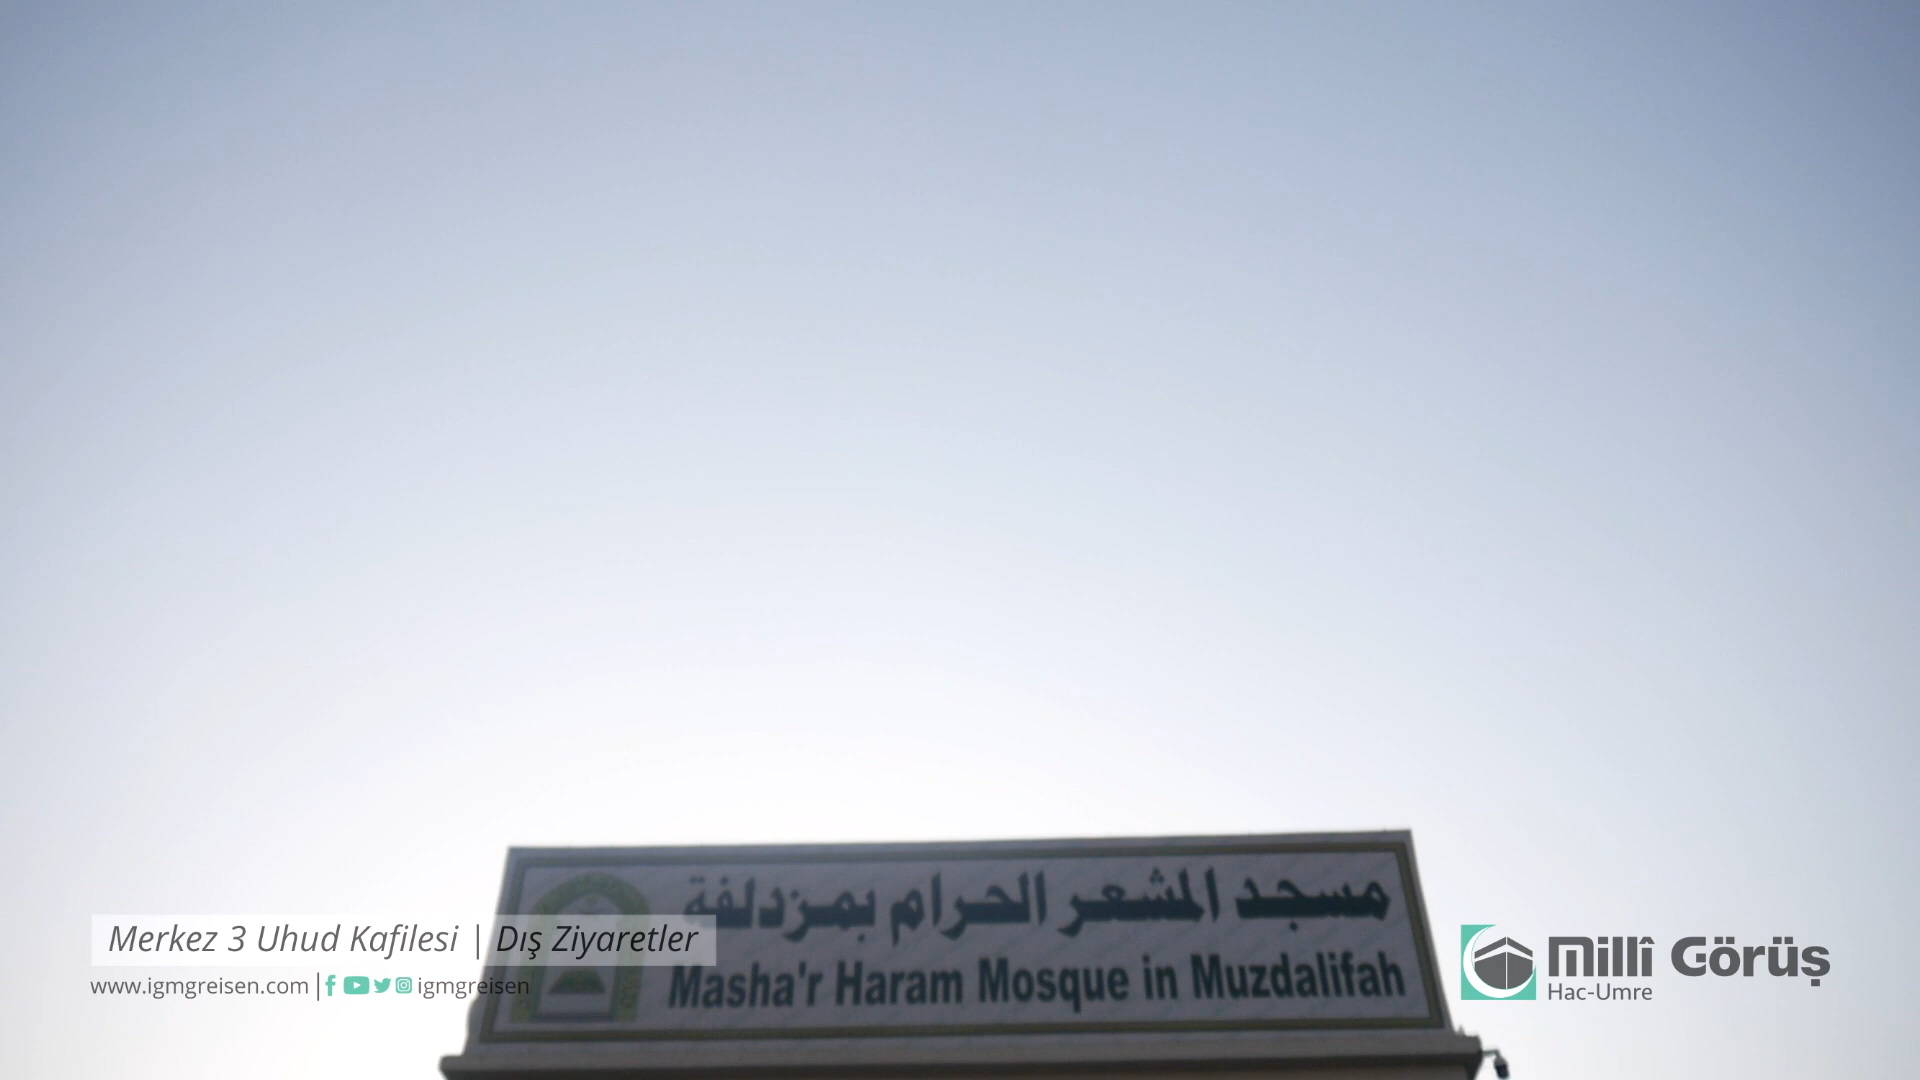 مسجد المشعر الحرام بمزدلفة
Masha'r Haram Mosque in Muzdalifah
Merkez 3 Uhud Kafilesi | Dış Ziyaretler
www.igmgreisen.com | igmgreisen
Millî Görüş
Hac-Umre